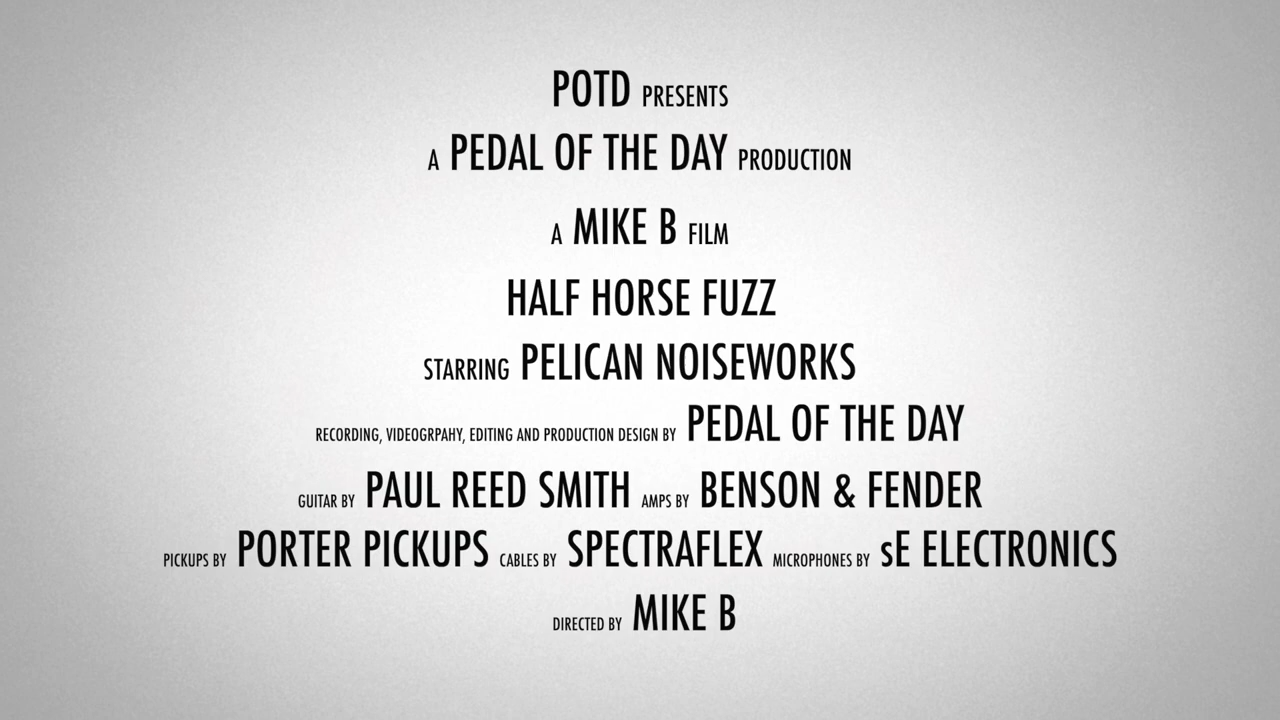 POTD PRESENTS
A PEDAL OF THE DAY PRODUCTION
A MIKE B FILM
HALF HORSE FUZZ
STARRING PELICAN NOISEWORKS
RECORDING, VIDEOGRPAHY, EDITING AND PRODUCTION DESIGN BY PEDAL OF THE DAY
GUITAR BY PAUL REED SMITH AMPS BY BENSON & FENDER
PICKUPS BY PORTER PICKUPS CABLES BY SPECTRAFLEX MICROPHONES BY sE ELECTRONICS
DIRECTED BY MIKE B